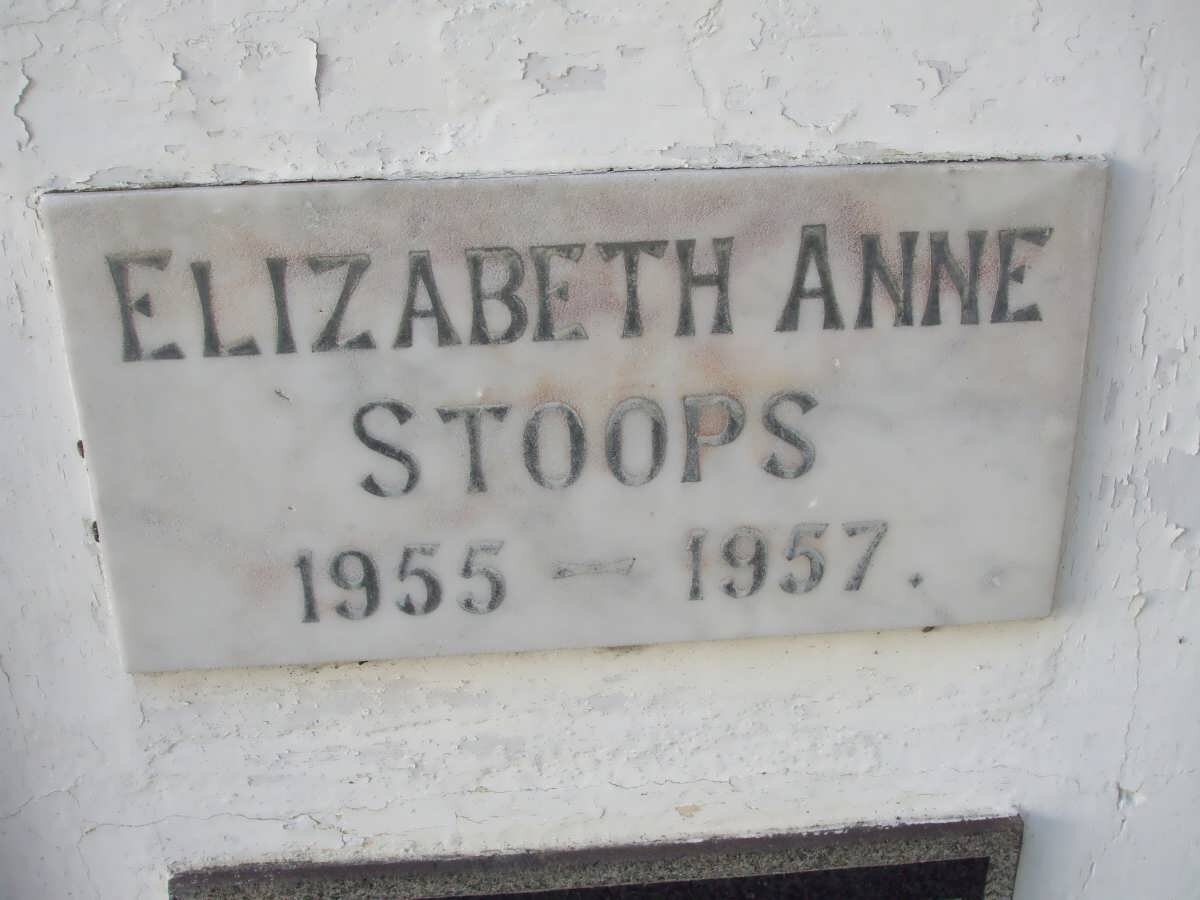 ELIZABETH ANNE
STOOPS
1955 – 1957.